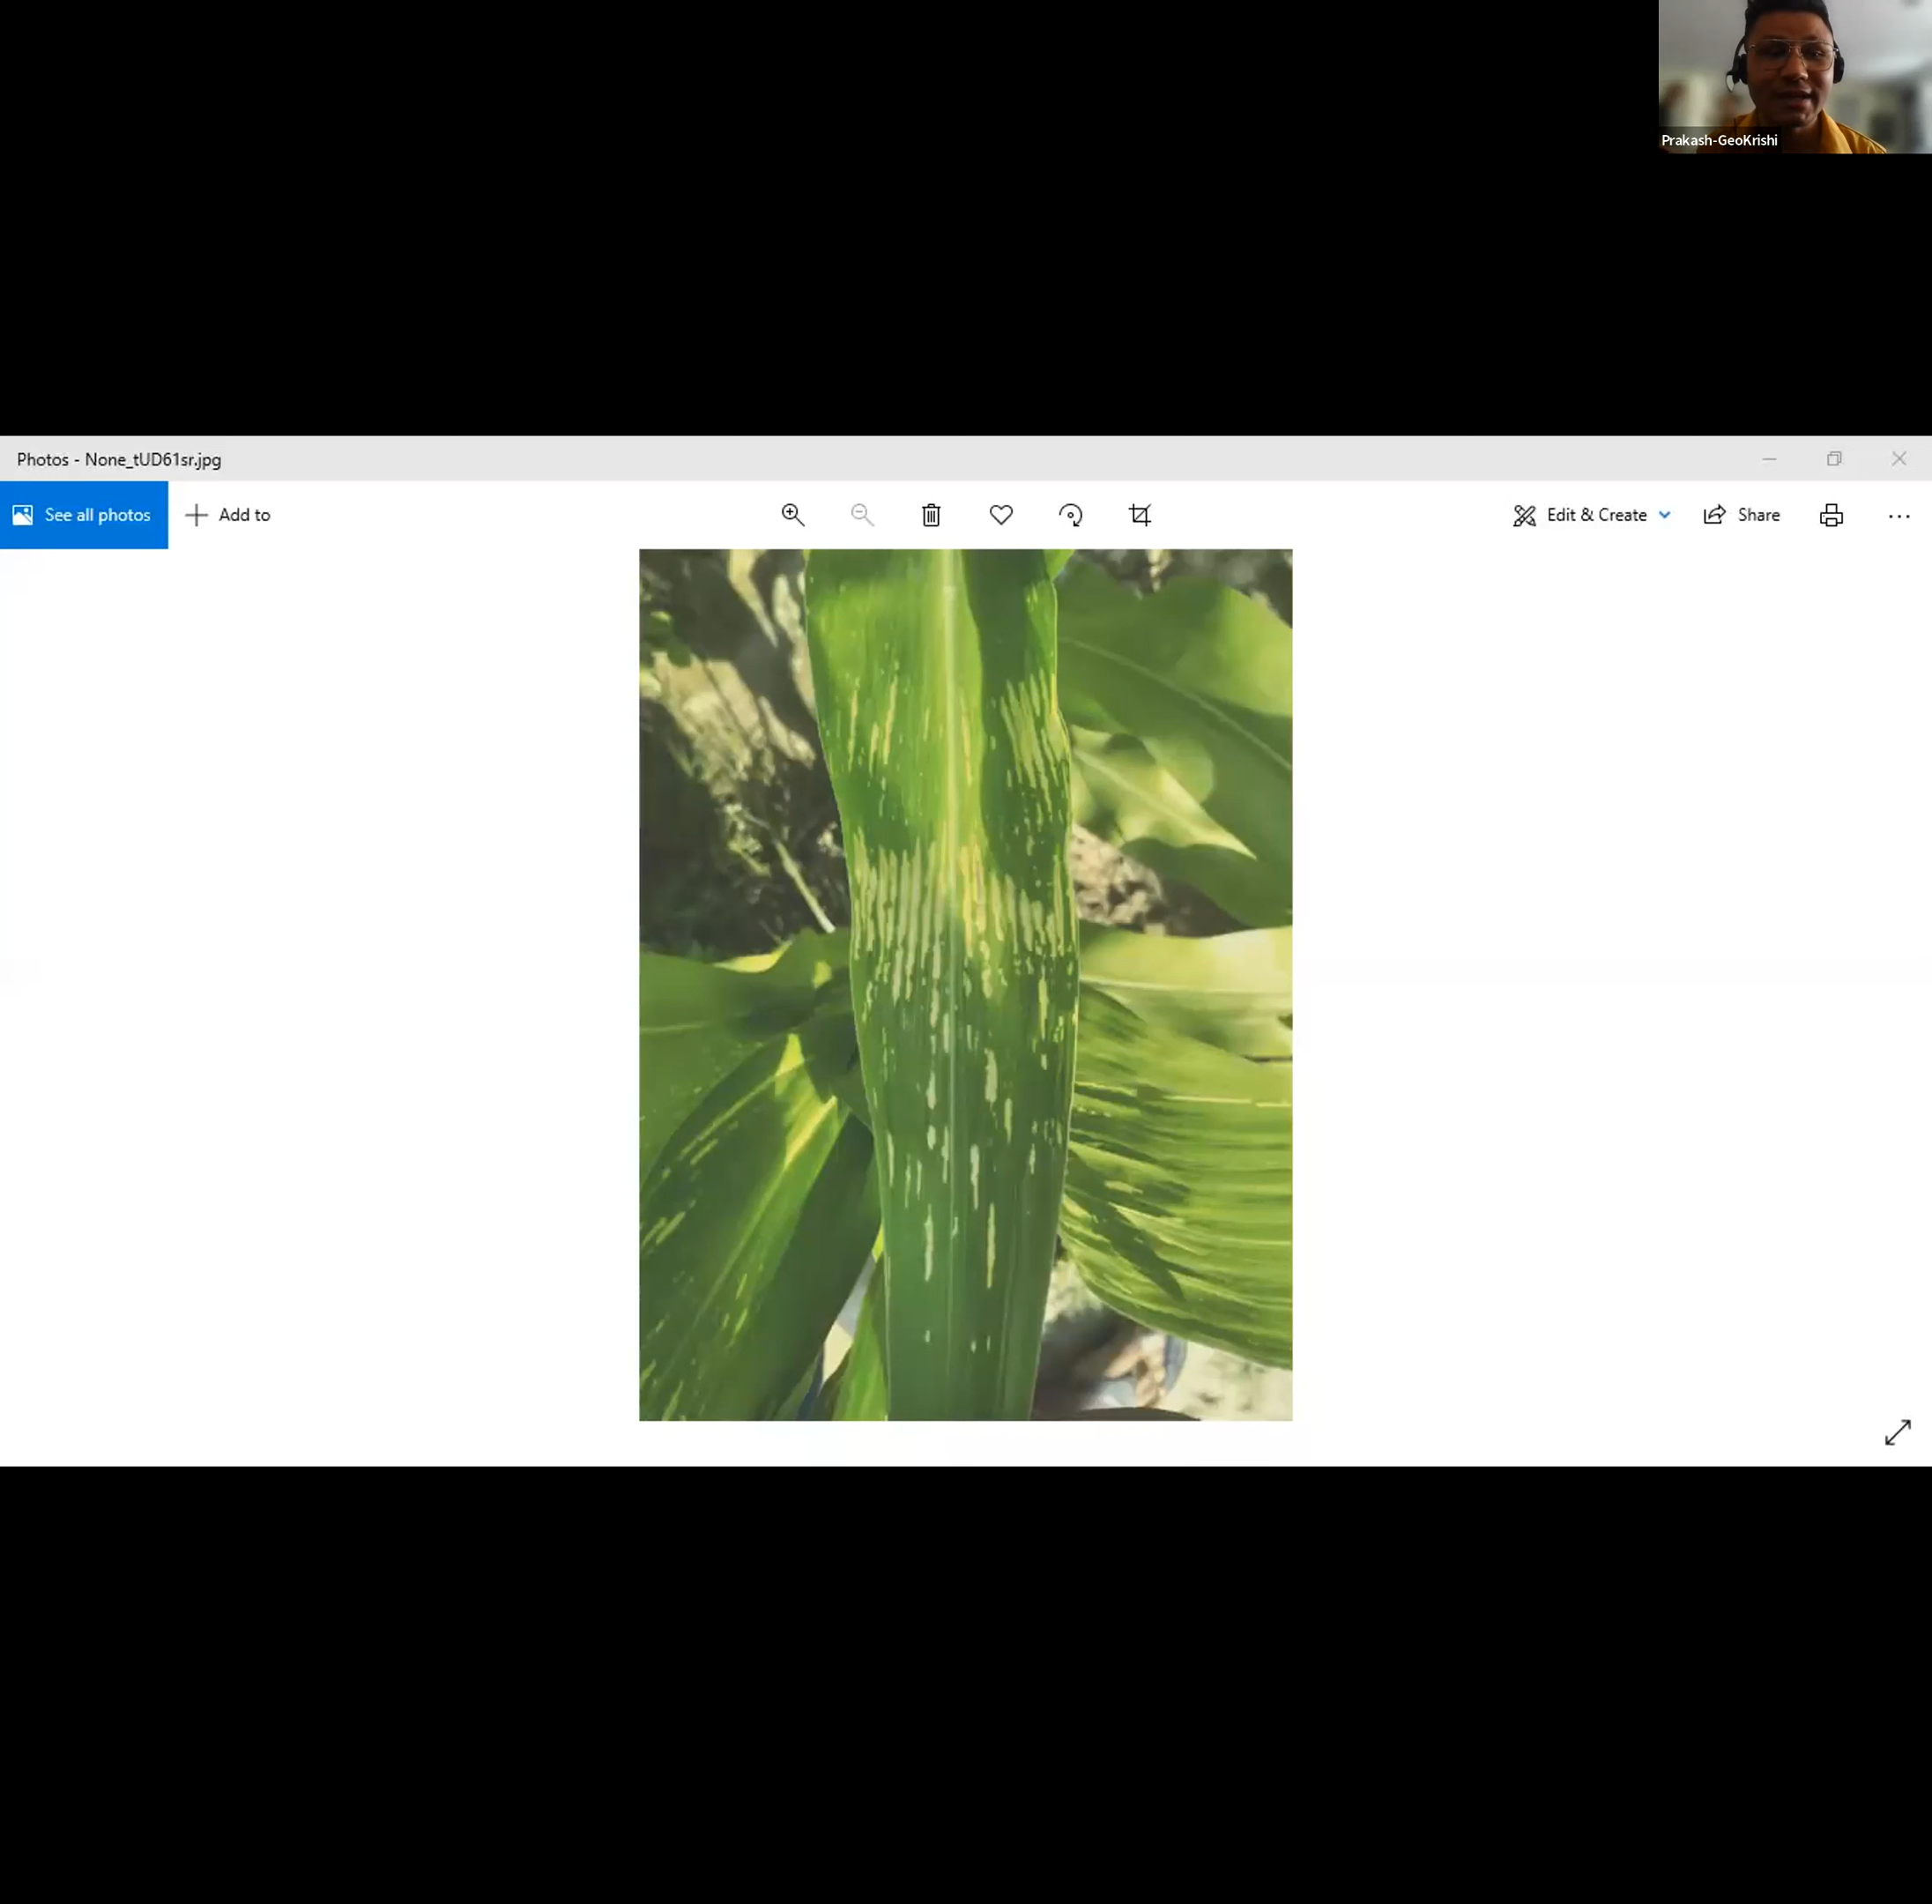 Prakash-GeoKrishi
Photos - None_tUD61sr.jpg
See all photos
Add to
Edit & Create
Share